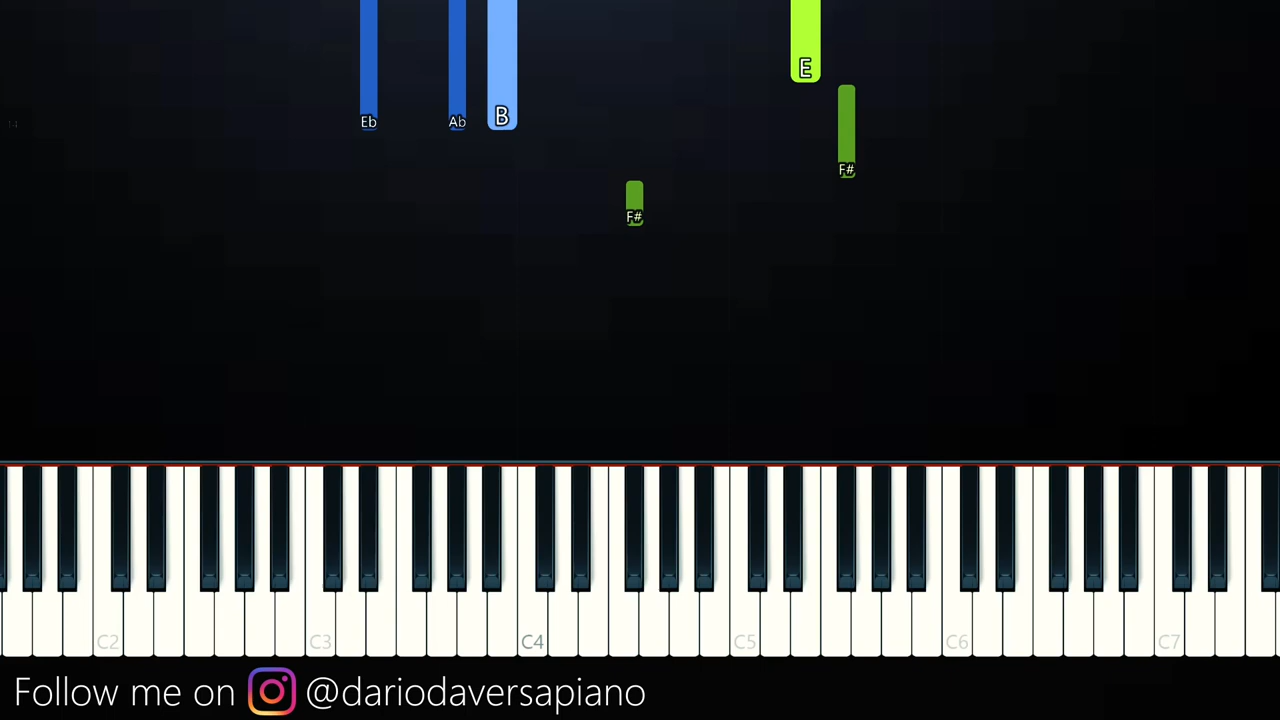 E
Eb Ab B
F#
F#
C2 C3 C4 C5 C6 C7
Follow me on @dariodaversapiano